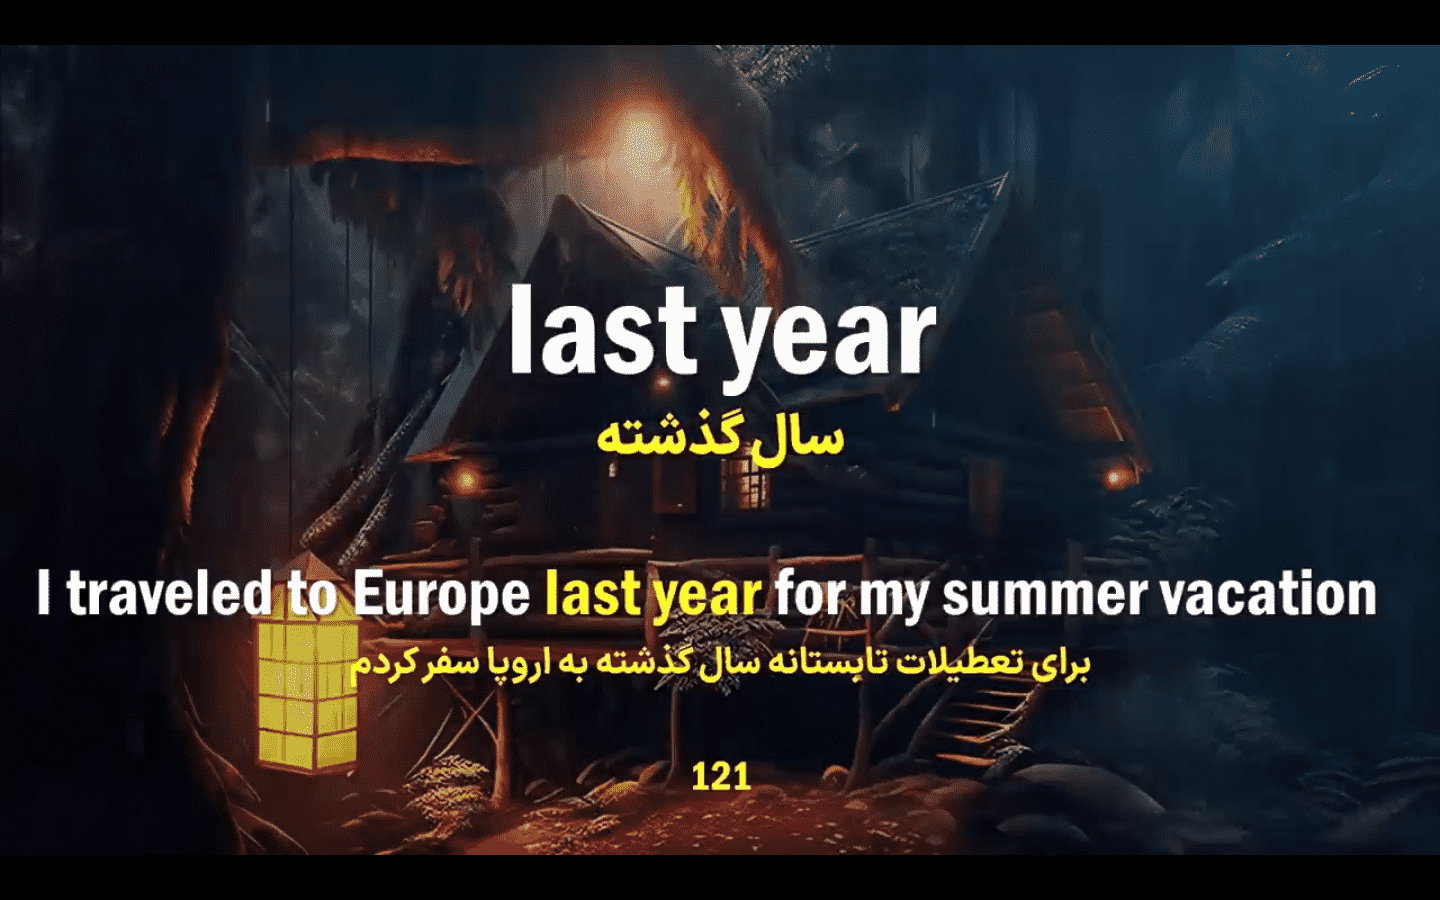 last year
سال گذشته
I traveled to Europe last year for my summer vacation
برای تعطیلات تابستانه سال گذشته به اروپا سفر کردم
121